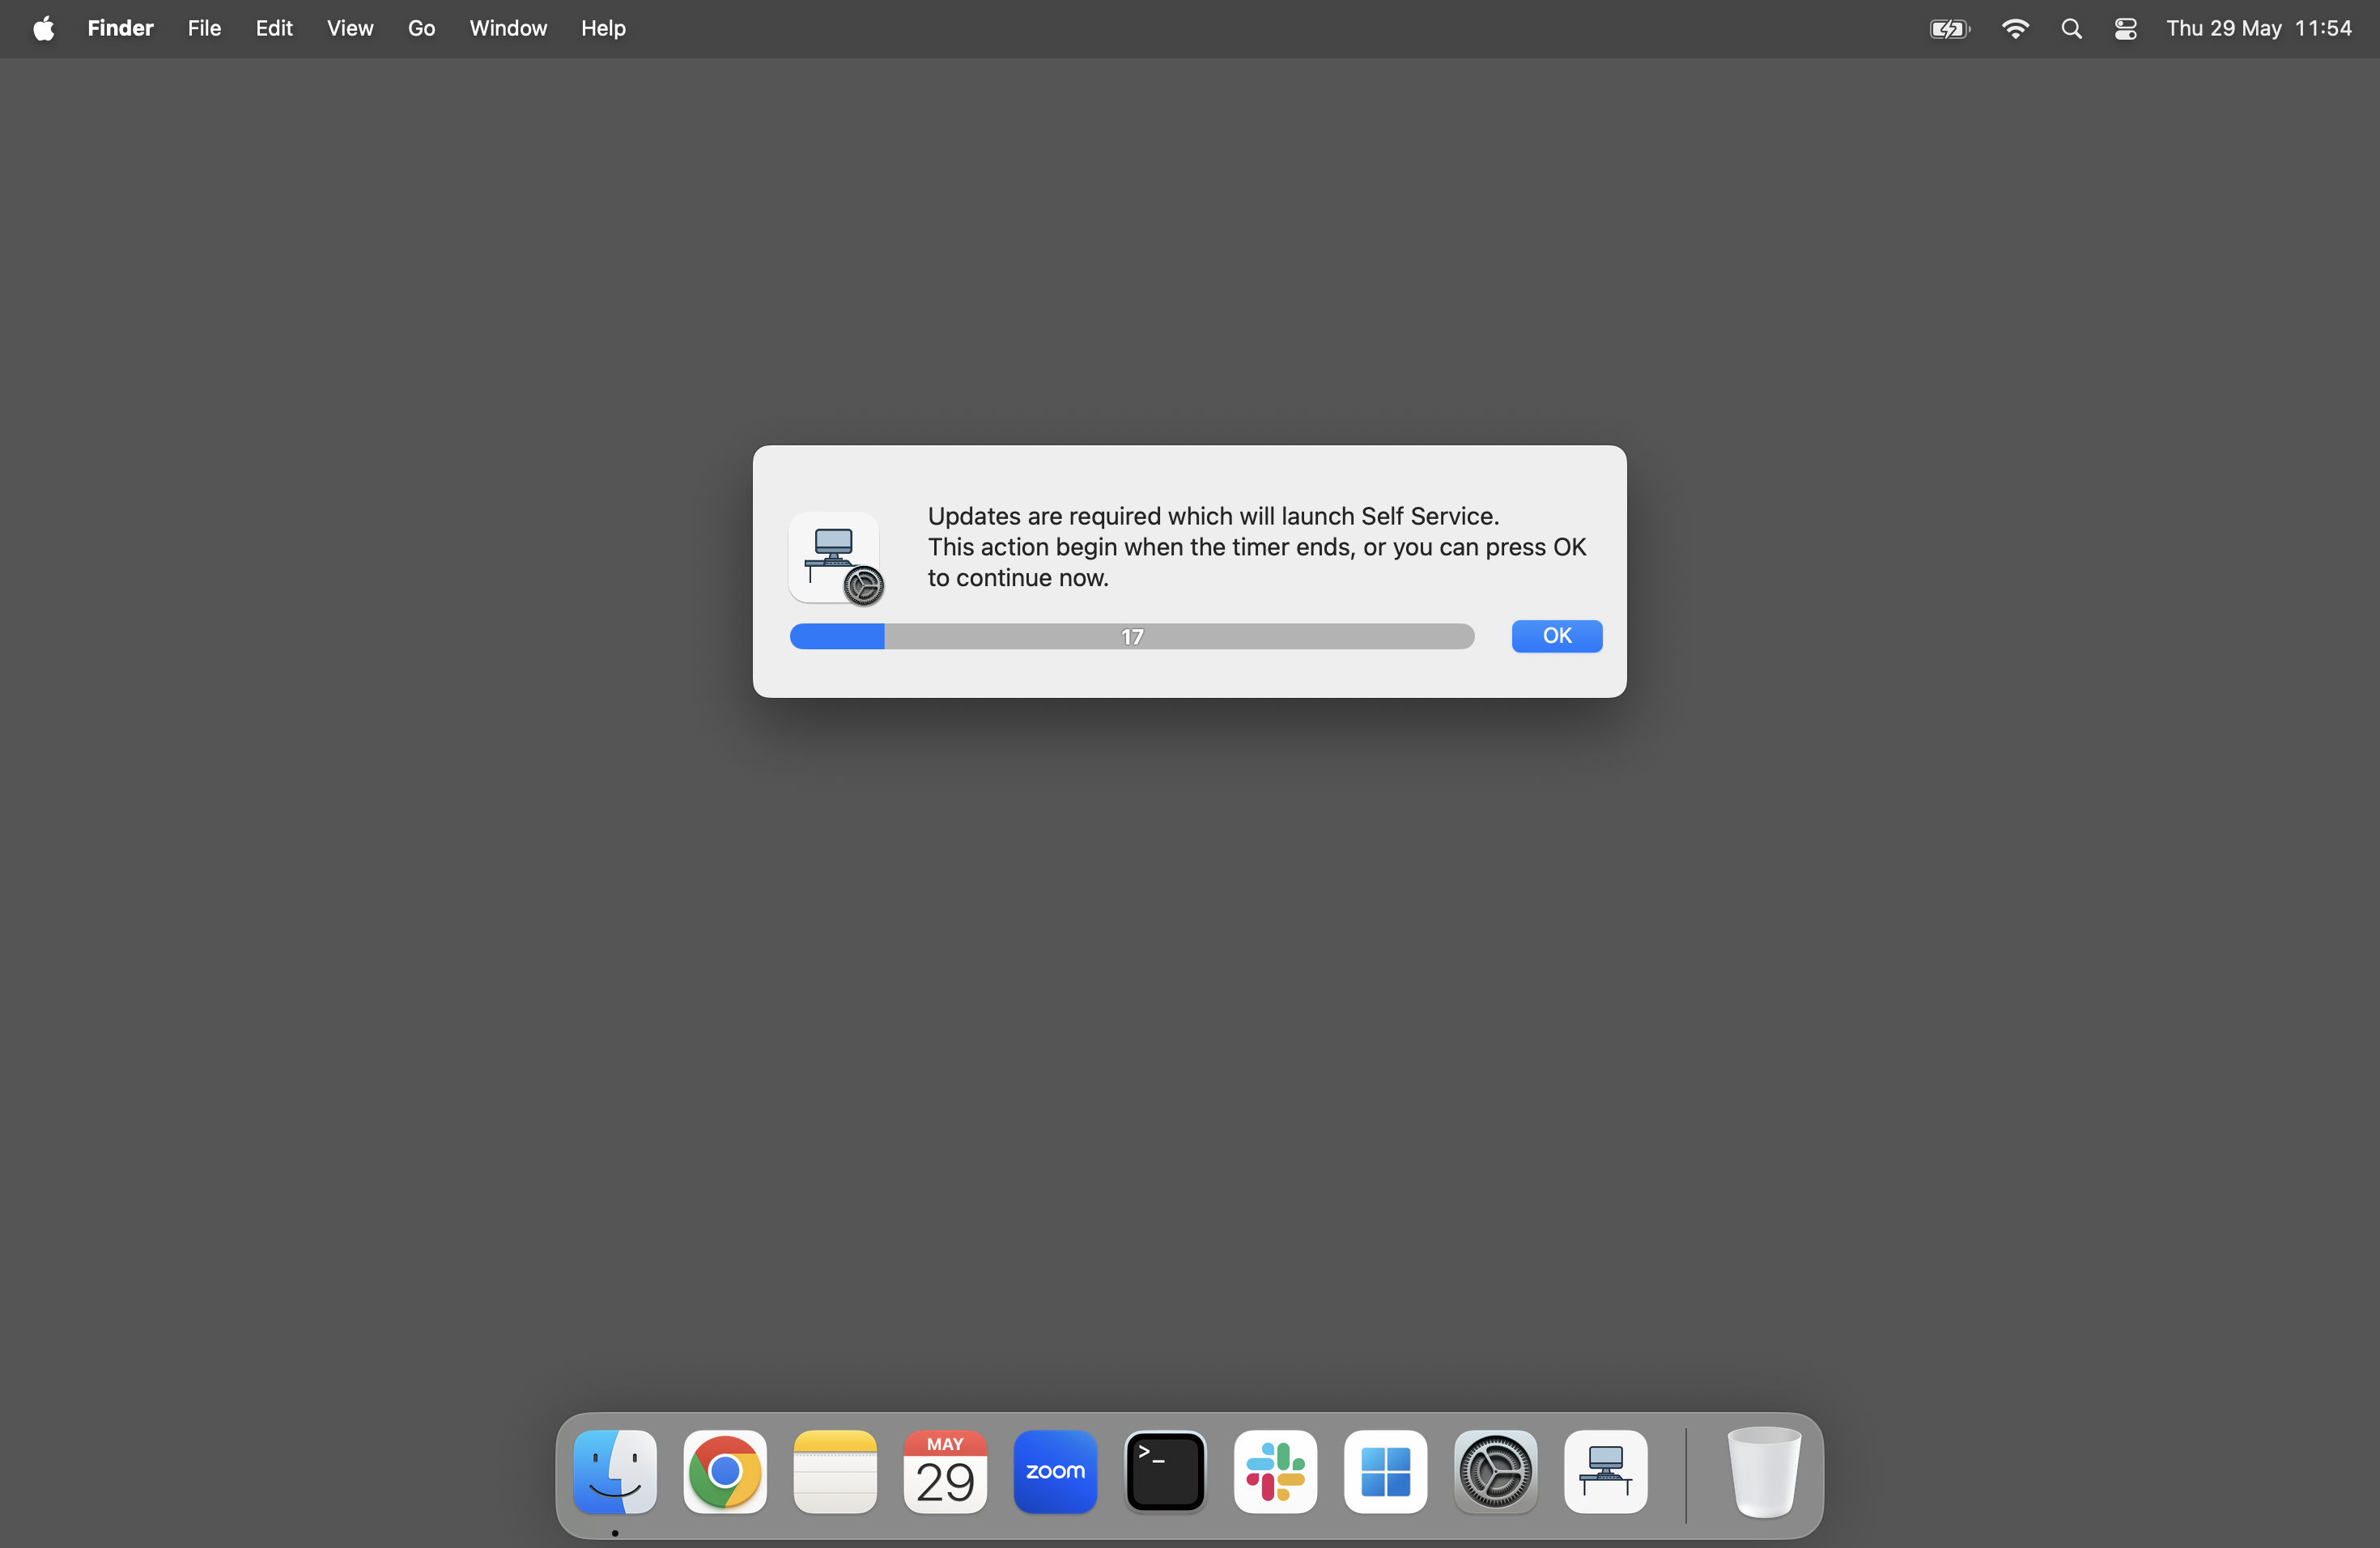 Finder File Edit View Go Window Help Thu 29 May 11:54
Updates are required which will launch Self Service.
This action begin when the timer ends, or you can press OK
to continue now.
17 OK
MAY
29
zoom
>_